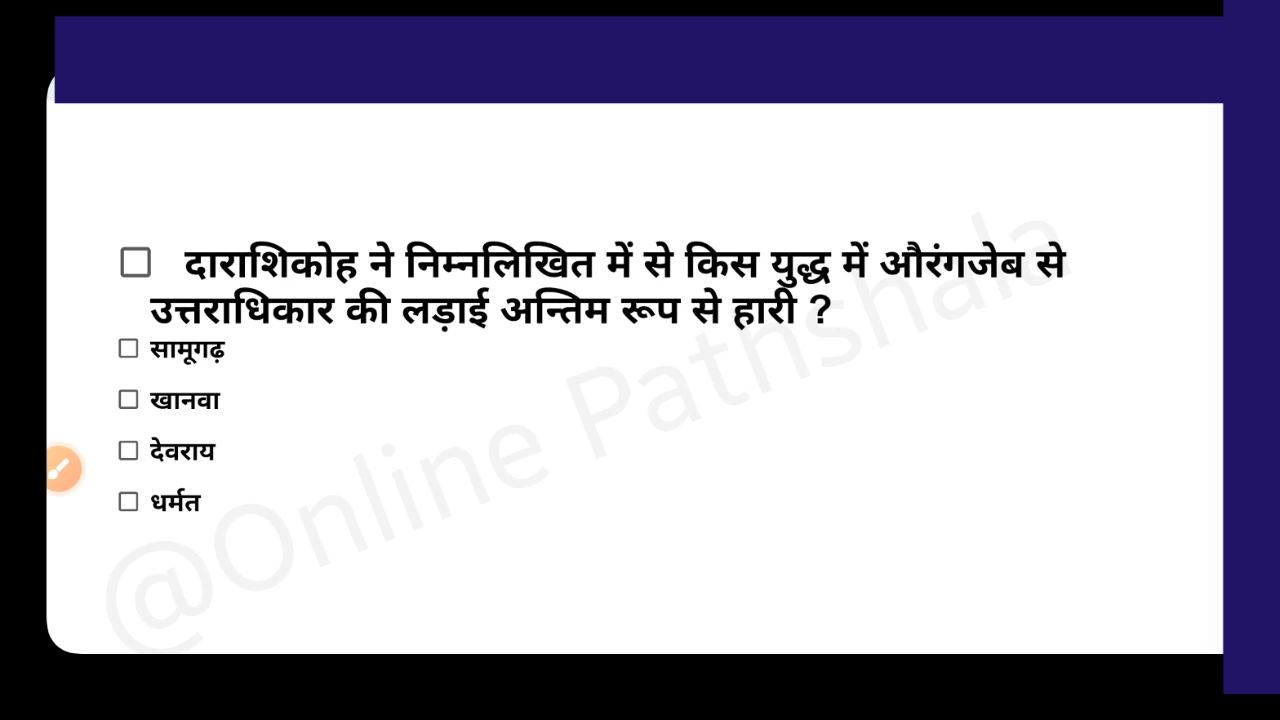 दाराशिकोह ने निम्नलिखित में से किस युद्ध में औरंगजेब से
उत्तराधिकार की लड़ाई अन्तिम रूप से हारी ?
सामूगढ़
खानवा
देवराय
धर्मत
@Online Pathshala